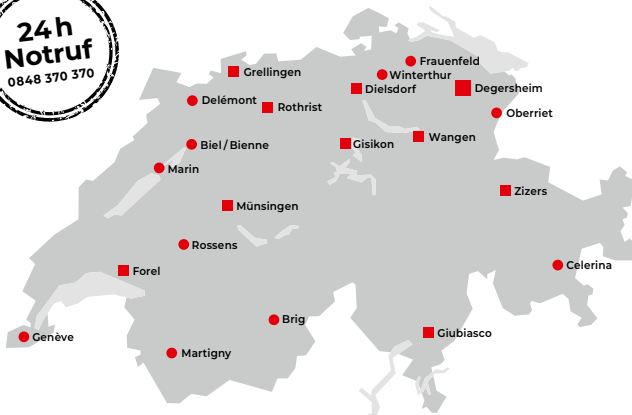 24 h
Notruf
0848 370 370
Frauenfeld
Grellingen
Winterthur
Dielsdorf
Degersheim
Delémont
Rothrist
Oberriet
Wangen
Biel / Bienne
Gisikon
Marin
Zizers
Münsingen
Rossens
Celerina
Forel
Brig
Giubiasco
Genève
Martigny